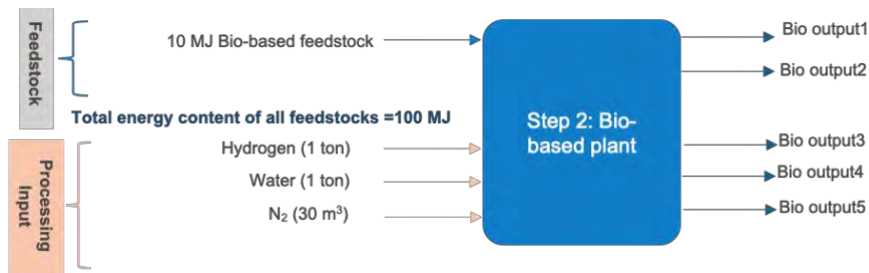 Feedstock
10 MJ Bio-based feedstock
Total energy content of all feedstocks =100 MJ
Processing
Input
Hydrogen (1 ton)
Water (1 ton)
N₂ (30 m³)
Step 2: Bio-
based plant
Bio output1
Bio output2
Bio output3
Bio output4
Bio output5